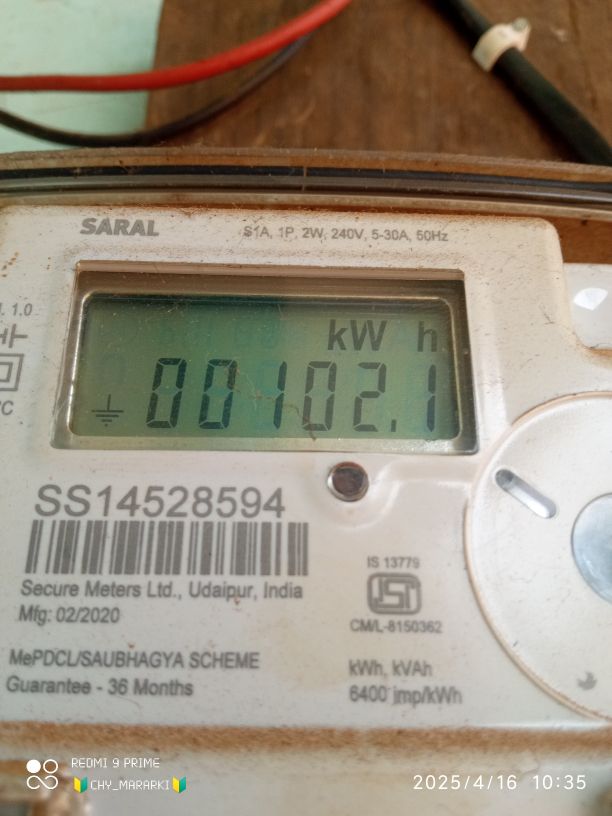 SARAL
S1A, 1P, 2W, 240V, 5-30A, 50Hz
1.0
kW h
00102.1
SS14528594
Secure Meters Ltd., Udaipur, India
Mfg: 02/2020
IS 13779
CM/L-8150362
MePDCL/SAUBHAGYA SCHEME
Guarantee - 36 Months
kWh, kVAh
6400 imp/kWh
REDMI 9 PRIME
🔰CHY_MARARKI🔰
2025/4/16 10:35